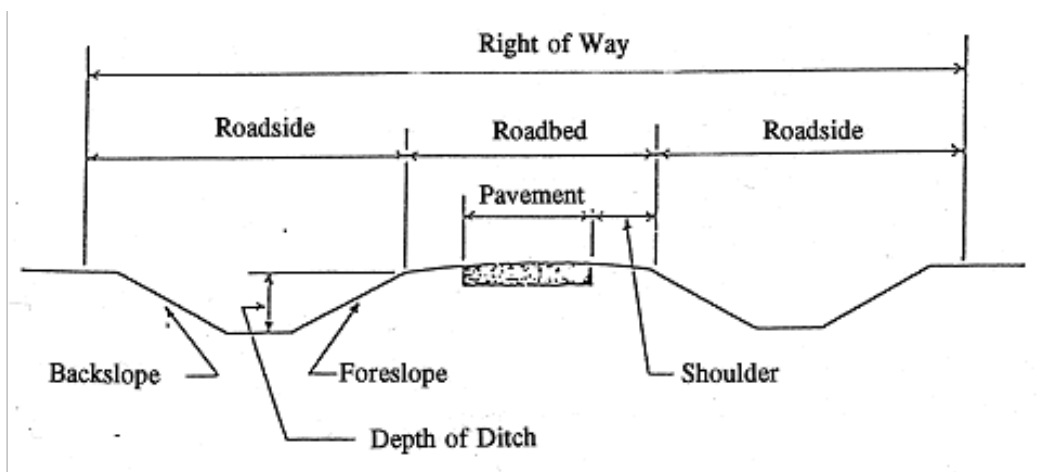 Right of Way
Roadside
Roadbed
Roadside
Pavement
Backslope
Foreslope
Shoulder
Depth of Ditch